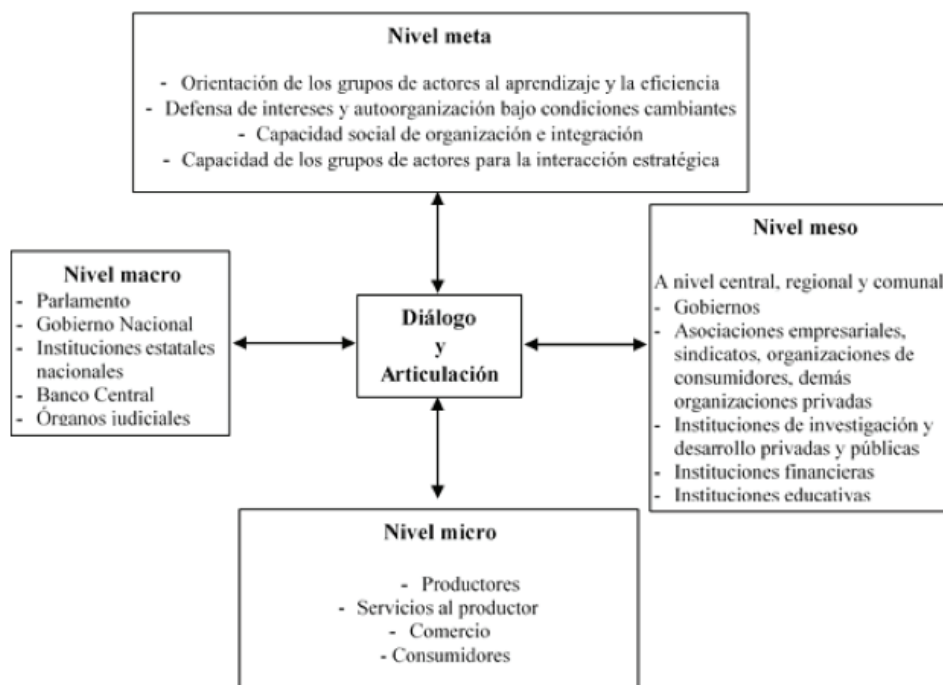 Nivel meta
- Orientación de los grupos de actores al aprendizaje y la eficiencia
- Defensa de intereses y autoorganización bajo condiciones cambiantes
- Capacidad social de organización e integración
- Capacidad de los grupos de actores para la interacción estratégica
Nivel macro
- Parlamento
- Gobierno Nacional
- Instituciones estatales
nacionales
- Banco Central
- Órganos judiciales
Diálogo
y
Articulación
Nivel meso
A nivel central, regional y comunal
- Gobiernos
- Asociaciones empresariales,
sindicatos, organizaciones de
consumidores, demás
organizaciones privadas
- Instituciones de investigación y
desarrollo privadas y públicas
- Instituciones financieras
- Instituciones educativas
Nivel micro
- Productores
- Servicios al productor
- Comercio
- Consumidores